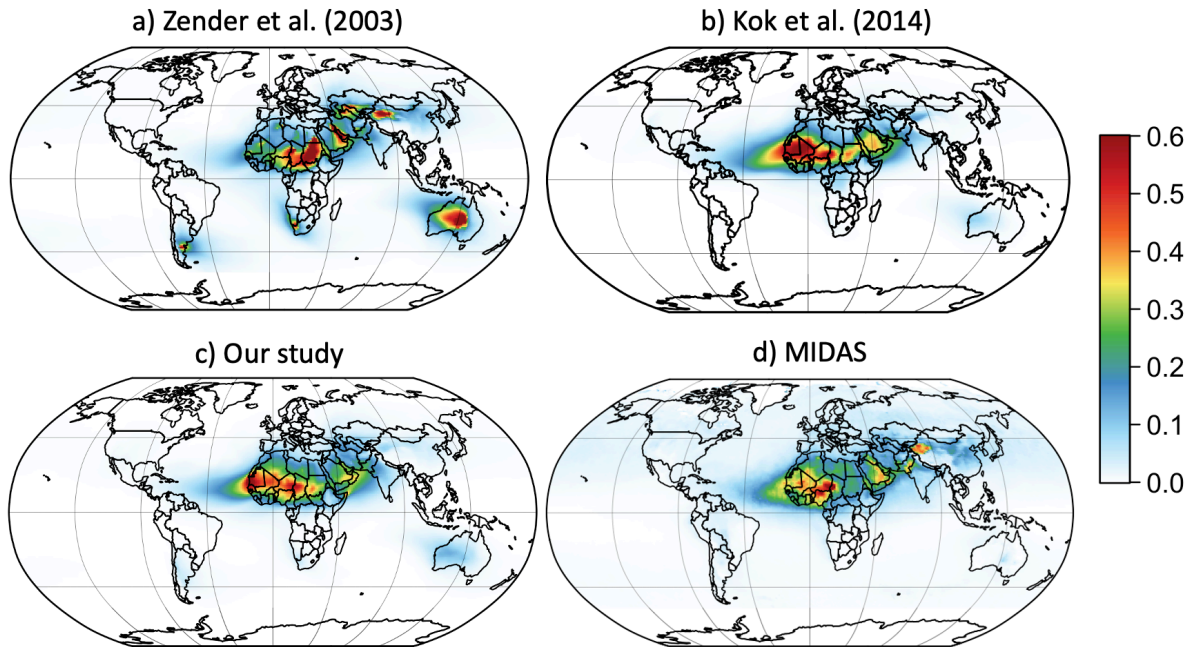 a) Zender et al. (2003)
b) Kok et al. (2014)
0.6
0.5
0.4
0.3
0.2
0.1
0.0
c) Our study
d) MIDAS